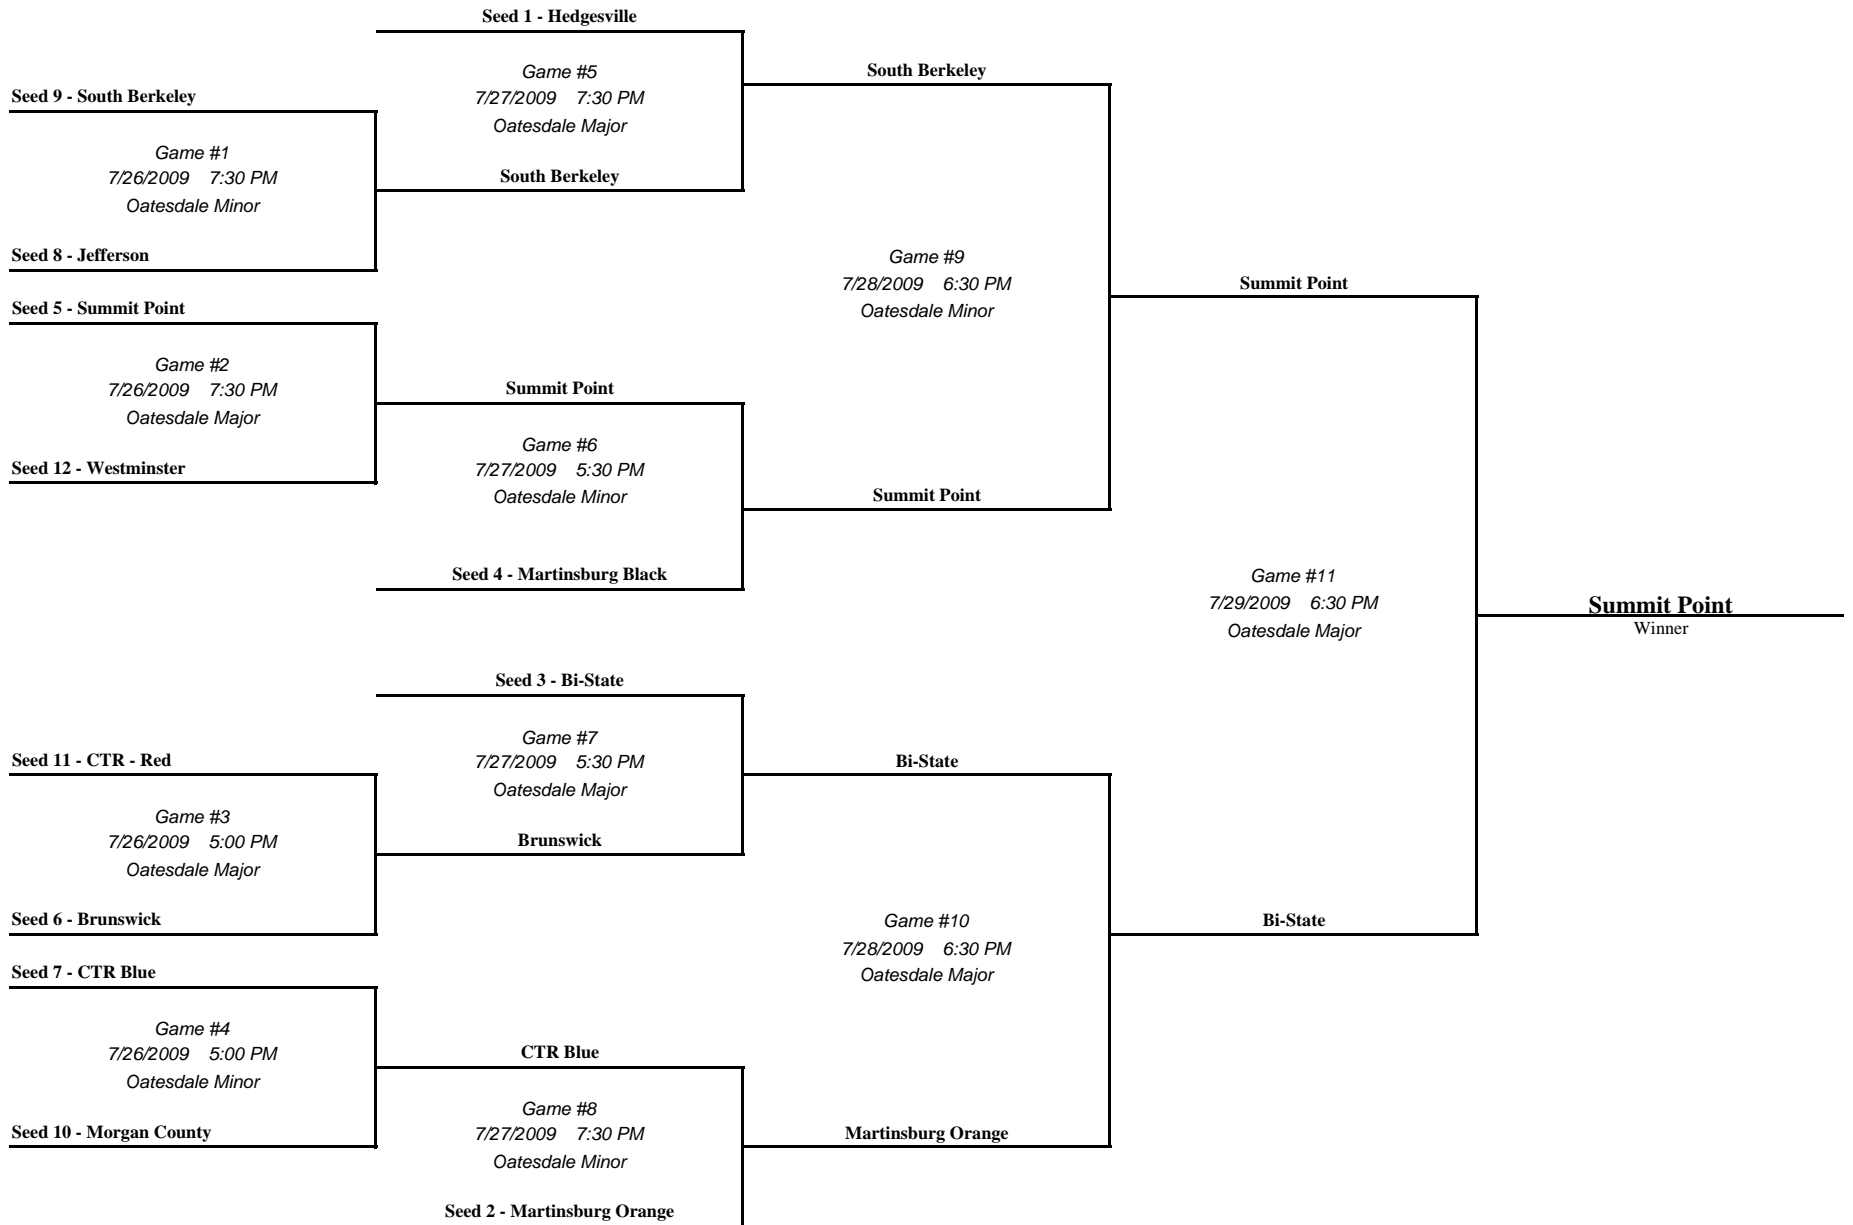 Seed 1 - Hedgesville
Game #5
7/27/2009 7:30 PM
Oatesdale Major
South Berkeley
Seed 9 - South Berkeley
Game #1
7/26/2009 7:30 PM
Oatesdale Minor
South Berkeley
Seed 8 - Jefferson
Game #9
7/28/2009 6:30 PM
Oatesdale Minor
Summit Point
Seed 5 - Summit Point
Game #2
7/26/2009 7:30 PM
Oatesdale Major
Summit Point
Seed 12 - Westminster
Game #6
7/27/2009 5:30 PM
Oatesdale Minor
Summit Point
Seed 4 - Martinsburg Black
Game #11
7/29/2009 6:30 PM
Oatesdale Major
Summit Point
Winner
Seed 3 - Bi-State
Game #7
7/27/2009 5:30 PM
Oatesdale Major
Bi-State
Seed 11 - CTR - Red
Game #3
7/26/2009 5:00 PM
Oatesdale Major
Brunswick
Seed 6 - Brunswick
Game #10
7/28/2009 6:30 PM
Oatesdale Major
Bi-State
Seed 7 - CTR Blue
Game #4
7/26/2009 5:00 PM
Oatesdale Minor
CTR Blue
Seed 10 - Morgan County
Game #8
7/27/2009 7:30 PM
Oatesdale Minor
Martinsburg Orange
Seed 2 - Martinsburg Orange